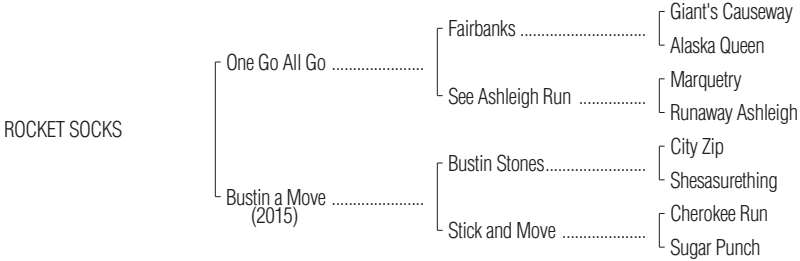 Giant's Causeway
Fairbanks ..............................
Alaska Queen
One Go All Go ......................
Marquetry
See Ashleigh Run ................
Runaway Ashleigh
ROCKET SOCKS
City Zip
Bustin Stones........................
Shesasurething
Bustin a Move ......................
(2015)
Cherokee Run
Stick and Move ....................
Sugar Punch